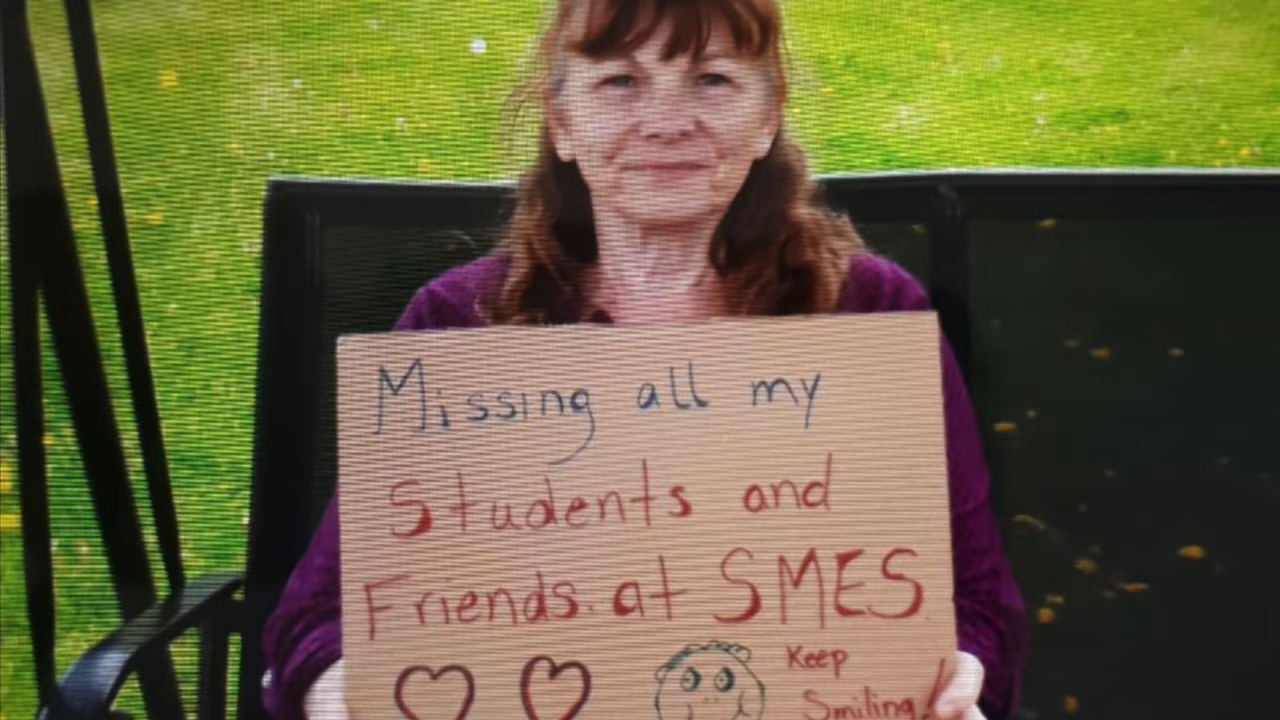 Missing all my
Students and
Friends. at SMES
Keep
Smiling!